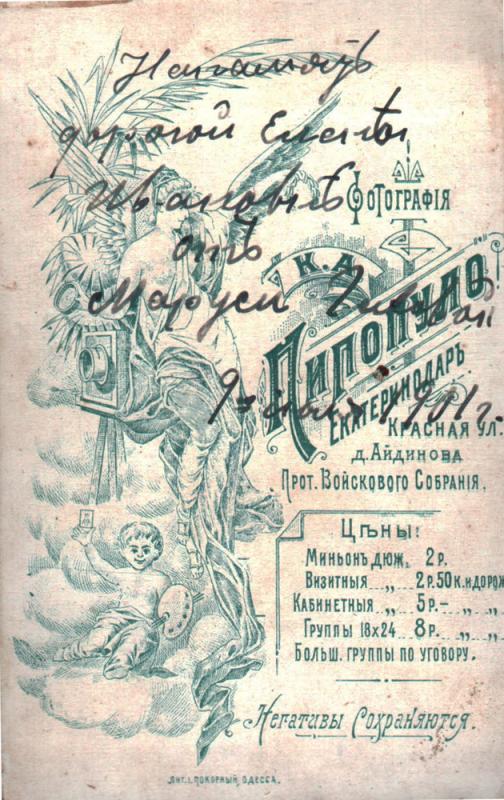 На память
дорогой Еленѣ
Ивановнѣ
отъ
Маруси
9 1901 г.
Фотографія
К. А.
Пипопуло
Екатеринодаръ
Красная ул.
д. Айдинова
Прот. Войскового Собранія.
Цѣны:
Миньонъ дюж. 2 р.
Визитныя „ 2 р. 50 к. и дорож
Кабинетныя „ 5 р.— „ „
Группы 18х24 8 р. „ „
Больш. группы по уговору.
Негативы Сохраняются.
лит. І. Покорный, Одесса.